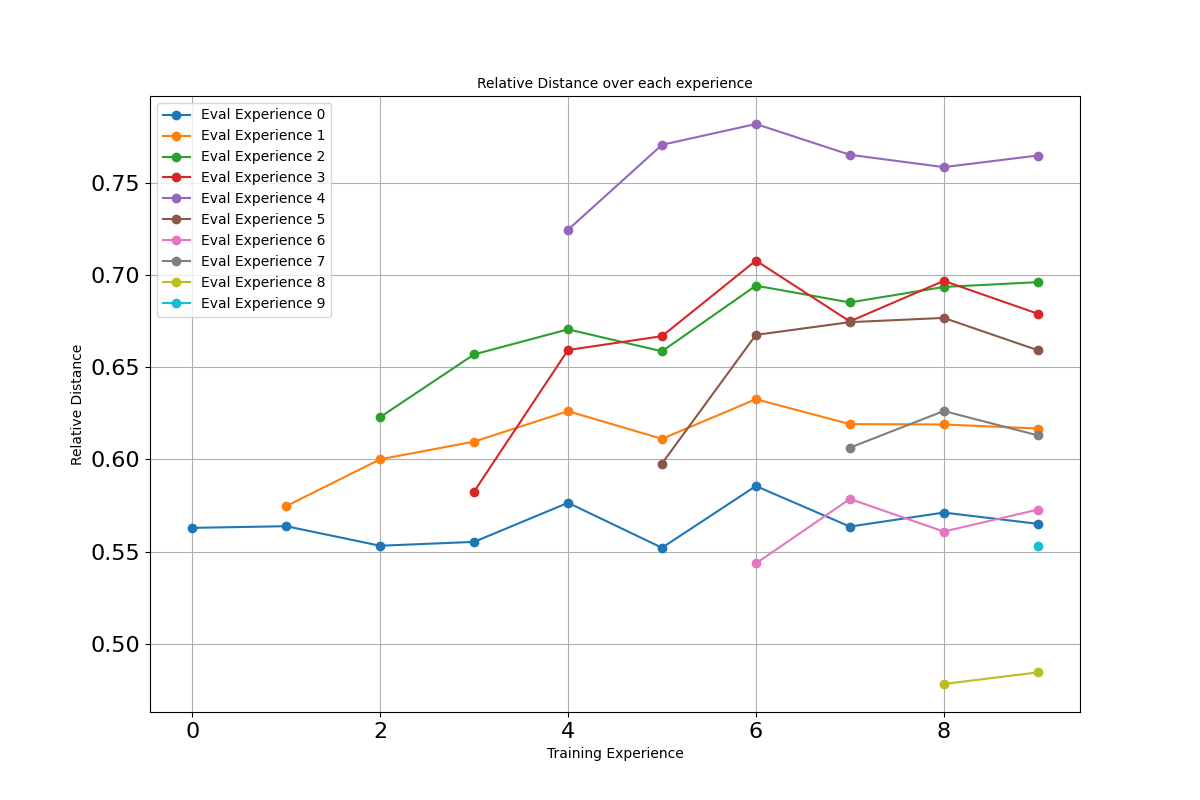 Relative Distance over each experience
Eval Experience 0
Eval Experience 1
Eval Experience 2
Eval Experience 3
Eval Experience 4
Eval Experience 5
Eval Experience 6
Eval Experience 7
Eval Experience 8
Eval Experience 9
0.75
0.70
0.65
0.60
0.55
0.50
Relative Distance
0 2 4 6 8
Training Experience